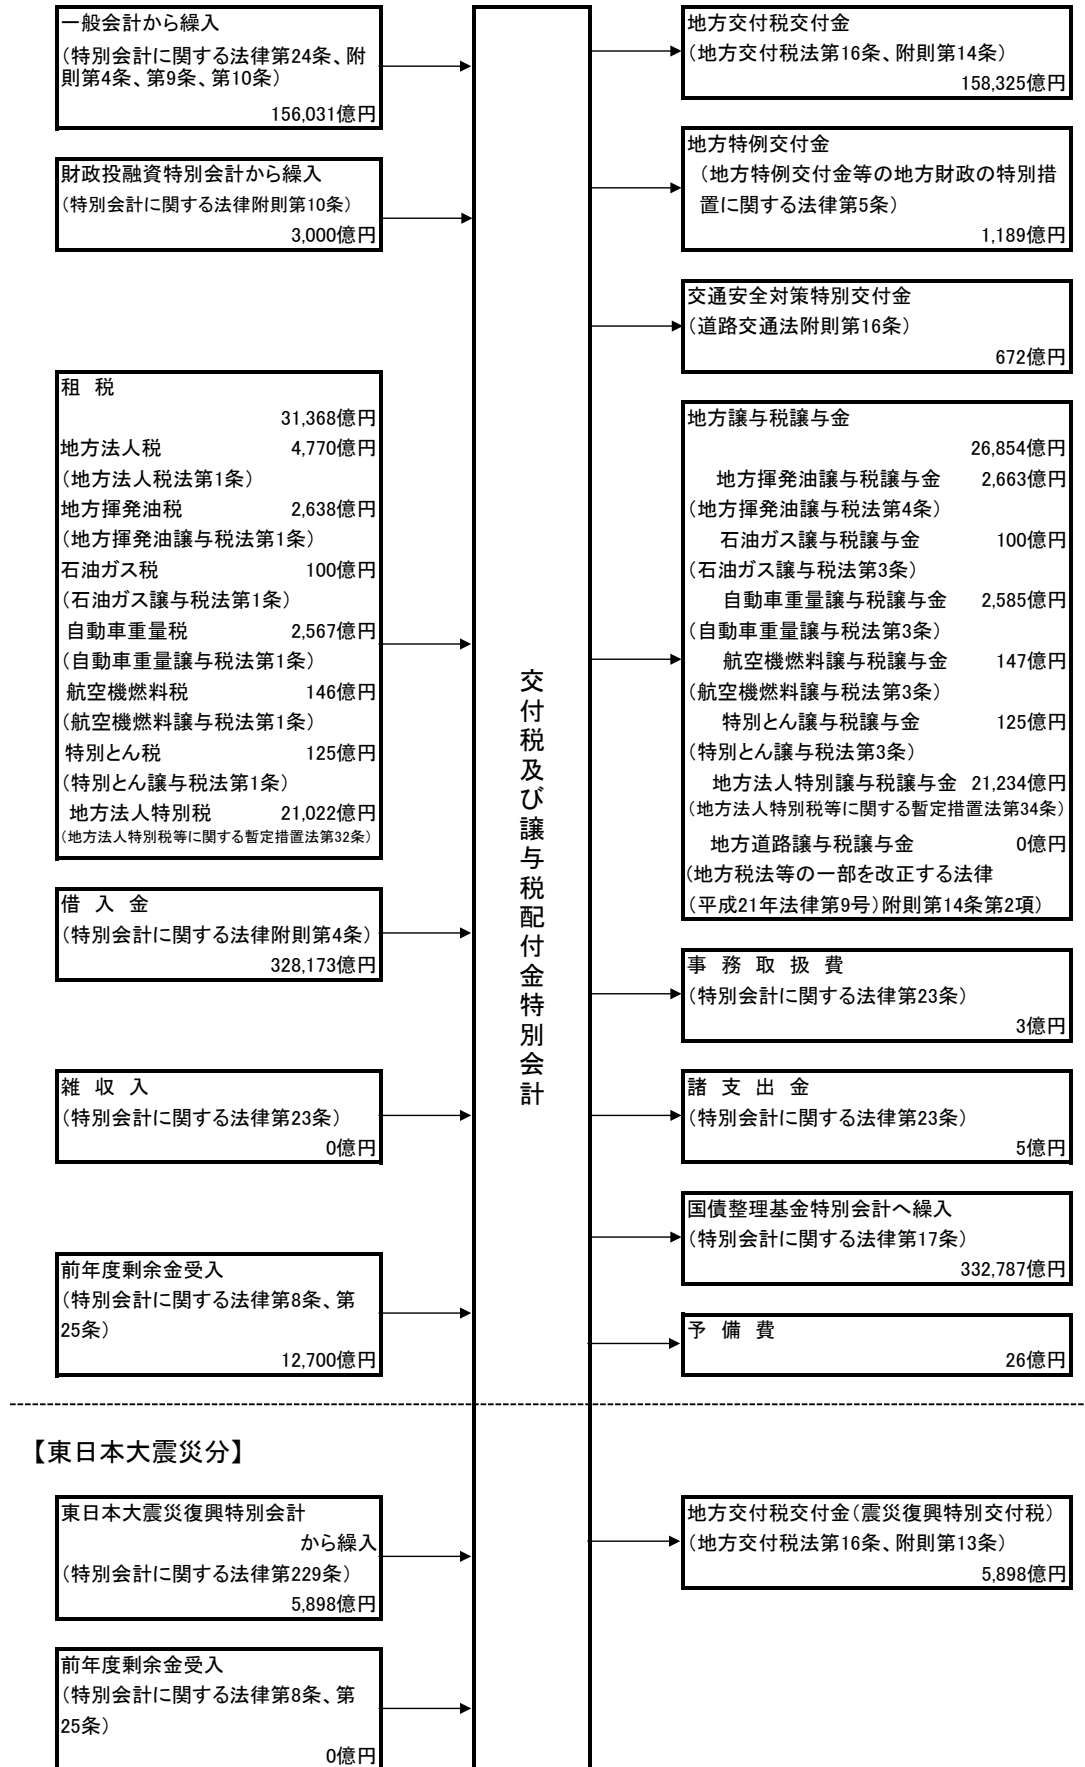 一般会計から繰入
(特別会計に関する法律第24条、附
則第4条、第9条、第10条)
156,031億円
財政投融資特別会計から繰入
(特別会計に関する法律附則第10条)
3,000億円
租 税
31,368億円
地方法人税 4,770億円
(地方法人税法第1条)
地方揮発油税 2,638億円
(地方揮発油譲与税法第1条)
石油ガス税 100億円
(石油ガス譲与税法第1条)
自動車重量税 2,567億円
(自動車重量譲与税法第1条)
航空機燃料税 146億円
(航空機燃料譲与税法第1条)
特別とん税 125億円
(特別とん譲与税法第1条)
地方法人特別税 21,022億円
(地方法人特別税等に関する暫定措置法第32条)
借 入 金
(特別会計に関する法律附則第4条)
328,173億円
雑 収 入
(特別会計に関する法律第23条)
0億円
前年度剰余金受入
(特別会計に関する法律第8条、第
25条)
12,700億円
交付税及び譲与税配付金特別会計
地方交付税交付金
(地方交付税法第16条、附則第14条)
158,325億円
地方特例交付金
(地方特例交付金等の地方財政の特別措
置に関する法律第5条)
1,189億円
交通安全対策特別交付金
(道路交通法附則第16条)
672億円
地方譲与税譲与金
26,854億円
地方揮発油譲与税譲与金 2,663億円
(地方揮発油譲与税法第4条)
石油ガス譲与税譲与金 100億円
(石油ガス譲与税法第3条)
自動車重量譲与税譲与金 2,585億円
(自動車重量譲与税法第3条)
航空機燃料譲与税譲与金 147億円
(航空機燃料譲与税法第3条)
特別とん譲与税譲与金 125億円
(特別とん譲与税法第3条)
地方法人特別譲与税譲与金 21,234億円
(地方法人特別税等に関する暫定措置法第34条)
地方道路譲与税譲与金 0億円
(地方税法等の一部を改正する法律
(平成21年法律第9号)附則第14条第2項)
事 務 取 扱 費
(特別会計に関する法律第23条)
3億円
諸 支 出 金
(特別会計に関する法律第23条)
5億円
国債整理基金特別会計へ繰入
(特別会計に関する法律第17条)
332,787億円
予 備 費
26億円
【東日本大震災分】
東日本大震災復興特別会計
から繰入
(特別会計に関する法律第229条)
5,898億円
前年度剰余金受入
(特別会計に関する法律第8条、第
25条)
0億円
地方交付税交付金(震災復興特別交付税)
(地方交付税法第16条、附則第13条)
5,898億円